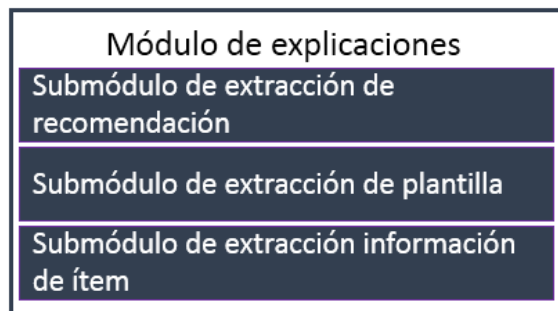 Módulo de explicaciones
Submódulo de extracción de
recomendación
Submódulo de extracción de plantilla
Submódulo de extracción información
de ítem